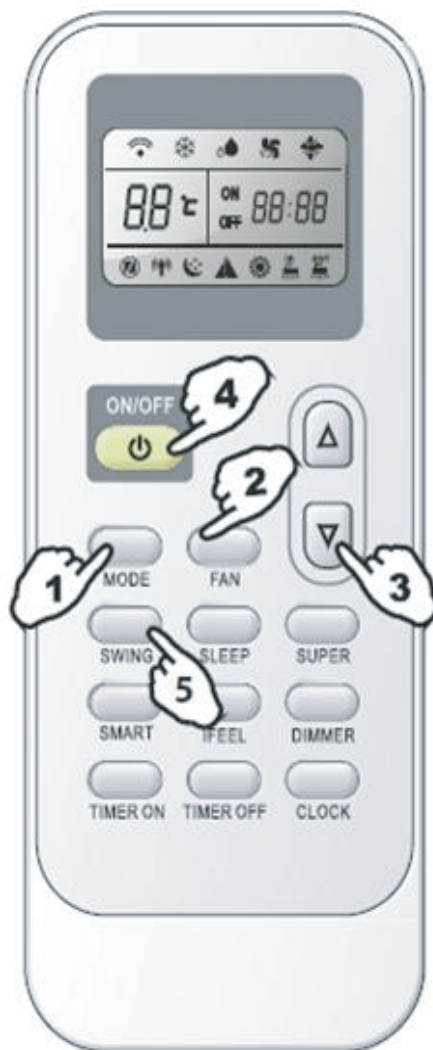 88 ℃ ON 88:88
OFF
ON/OFF
4
2
1
3
MODE FAN
SWING SLEEP SUPER
5
SMART IFEEL DIMMER
TIMER ON TIMER OFF CLOCK